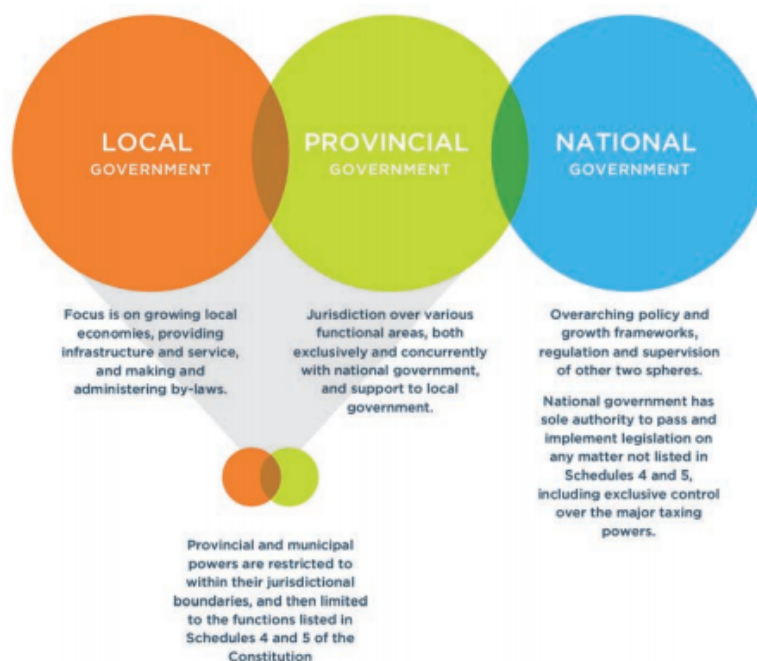 LOCAL
GOVERNMENT
PROVINCIAL
GOVERNMENT
NATIONAL
GOVERNMENT
Focus is on growing local
economies, providing
infrastructure and service,
and making and
administering by-laws.
Jurisdiction over various
functional areas, both
exclusively and concurrently
with national government,
and support to local
government.
Overarching policy and
growth frameworks,
regulation and supervision
of other two spheres.
National government has
sole authority to pass and
implement legislation on
any matter not listed in
Schedules 4 and 5,
including exclusive control
over the major taxing
powers.
Provincial and municipal
powers are restricted to
within their jurisdictional
boundaries, and then limited
to the functions listed in
Schedules 4 and 5 of the
Constitution